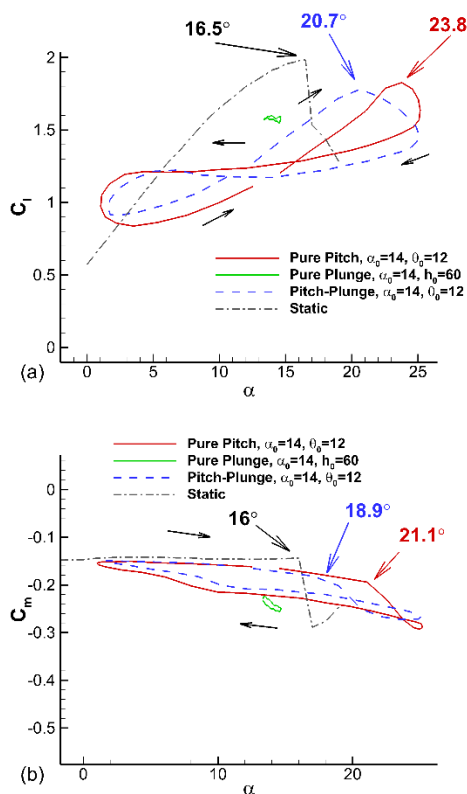 16.5°
20.7°
23.8
2
1.5
1
0.5
0
C_l
0
5
10
15
20
25
α
(a)
Pure Pitch, α₀=14, θ₀=12
Pure Plunge, α₀=14, h₀=60
Pitch-Plunge, α₀=14, θ₀=12
Static
Pure Pitch, α₀=14, θ₀=12
Pure Plunge, α₀=14, h₀=60
Pitch-Plunge, α₀=14, θ₀=12
Static
16°
18.9°
21.1°
0
-0.1
-0.2
-0.3
-0.4
-0.5
C_m
0
10
20
α
(b)